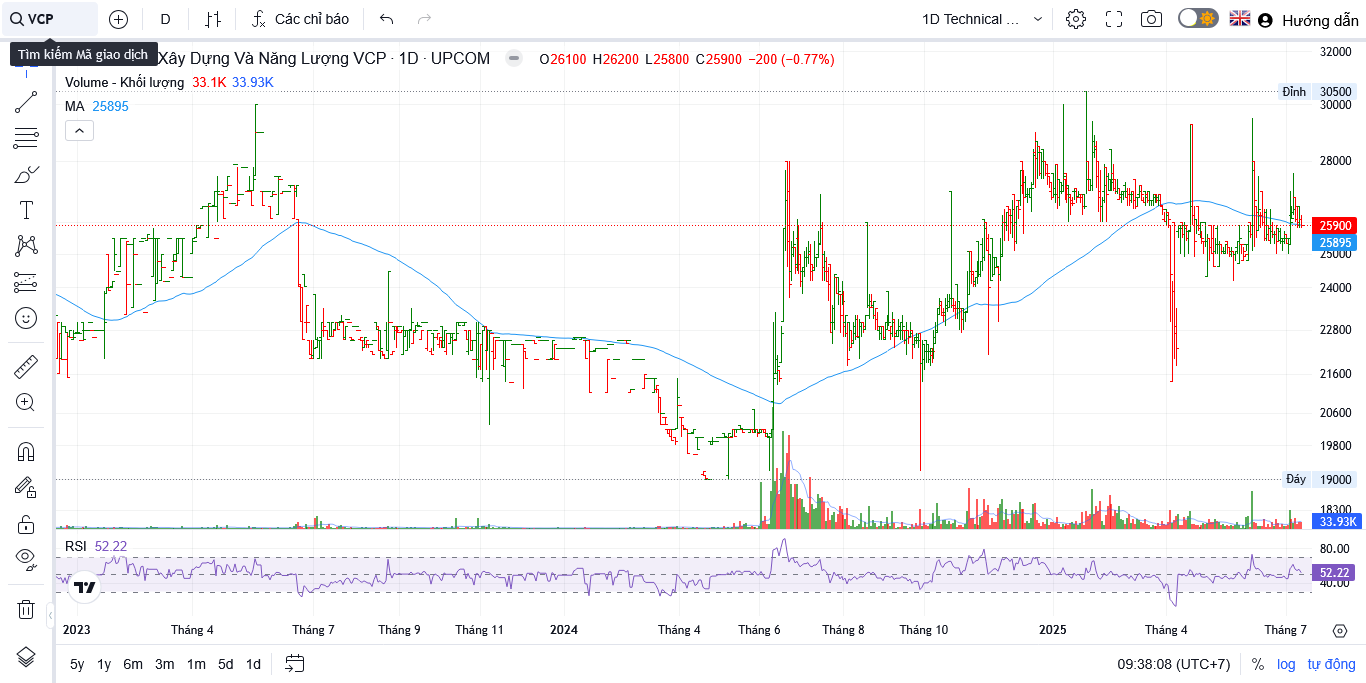 VCP D Các chỉ báo 1D Technical ... Hướng dẫn
Tìm kiếm Mã giao dịch Xây Dựng Và Năng Lượng VCP · 1D · UPCOM O26100 H26200 L25800 C25900 −200 (−0.77%)
Volume - Khối lượng 33.1K 33.93K
MA 25895
32000
Đỉnh 30500
30000
28000
25900
25895
25000
24000
22800
21600
20600
19800
Đáy 19000
18300
33.93K
RSI 52.22
80.00
52.22
40.00
2023 Tháng 4 Tháng 7 Tháng 9 Tháng 11 2024 Tháng 4 Tháng 6 Tháng 8 Tháng 10 2025 Tháng 4 Tháng 7
5y 1y 6m 3m 1m 5d 1d 09:38:08 (UTC+7) % log tự động